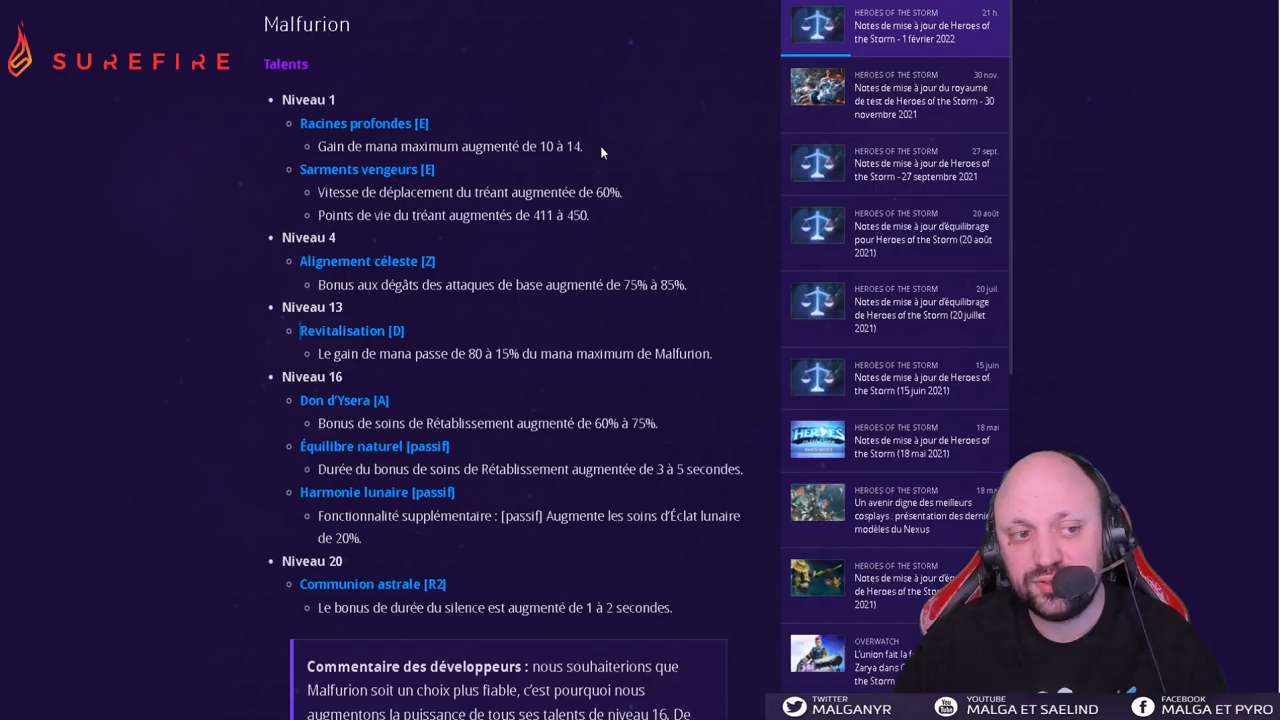 SUREFIRE
Malfurion
Talents
Niveau 1
Racines profondes [E]
Gain de mana maximum augmenté de 10 à 14.
Sarments vengeurs [E]
Vitesse de déplacement du tréant augmentée de 60%.
Points de vie du tréant augmentés de 411 à 450.
Niveau 4
Alignement céleste [Z]
Bonus aux dégâts des attaques de base augmenté de 75% à 85%.
Niveau 13
Revitalisation [D]
Le gain de mana passe de 80 à 15% du mana maximum de Malfurion.
Niveau 16
Don d’Ysera [A]
Bonus de soins de Rétablissement augmenté de 60% à 75%.
Équilibre naturel [passif]
Durée du bonus de soins de Rétablissement augmentée de 3 à 5 secondes.
Harmonie lunaire [passif]
Fonctionnalité supplémentaire : [passif] Augmente les soins d’Éclat lunaire
de 20%.
Niveau 20
Communion astrale [R2]
Le bonus de durée du silence est augmenté de 1 à 2 secondes.
Commentaire des développeurs : nous souhaiterions que
Malfurion soit un choix plus fiable, c’est pourquoi nous
augmentons la puissance de tous ses talents de niveau 16. De
HEROES OF THE STORM 21 h.
Notes de mise à jour de Heroes of
the Storm - 1 février 2022
HEROES OF THE STORM 30 nov.
Notes de mise à jour du royaume
de test de Heroes of the Storm - 30
novembre 2021
HEROES OF THE STORM 27 sept.
Notes de mise à jour de Heroes of
the Storm - 27 septembre 2021
HEROES OF THE STORM 20 août
Notes de mise à jour d’équilibrage
pour Heroes of the Storm (20 août
2021)
HEROES OF THE STORM 20 juil.
Notes de mise à jour d’équilibrage
de Heroes of the Storm (20 juillet
2021)
HEROES OF THE STORM 15 juin
Notes de mise à jour de Heroes of
the Storm (15 juin 2021)
HEROES OF THE STORM 18 mai
Notes de mise à jour de Heroes of
the Storm (18 mai 2021)
HEROES OF THE STORM 18 m
Un avenir digne des meilleurs
cosplays : présentation des derni
modèles du Nexus
HEROES OF THE STORM
Notes de mise à jour d’éq
de Heroes of the Stor
2021)
OVERWATCH
L’union fait la f
Zarya dans
the Storm
TWITTER
MALGANYR
YOUTUBE
MALGA ET SAELIND
FACEBOOK
MALGA ET PYRO